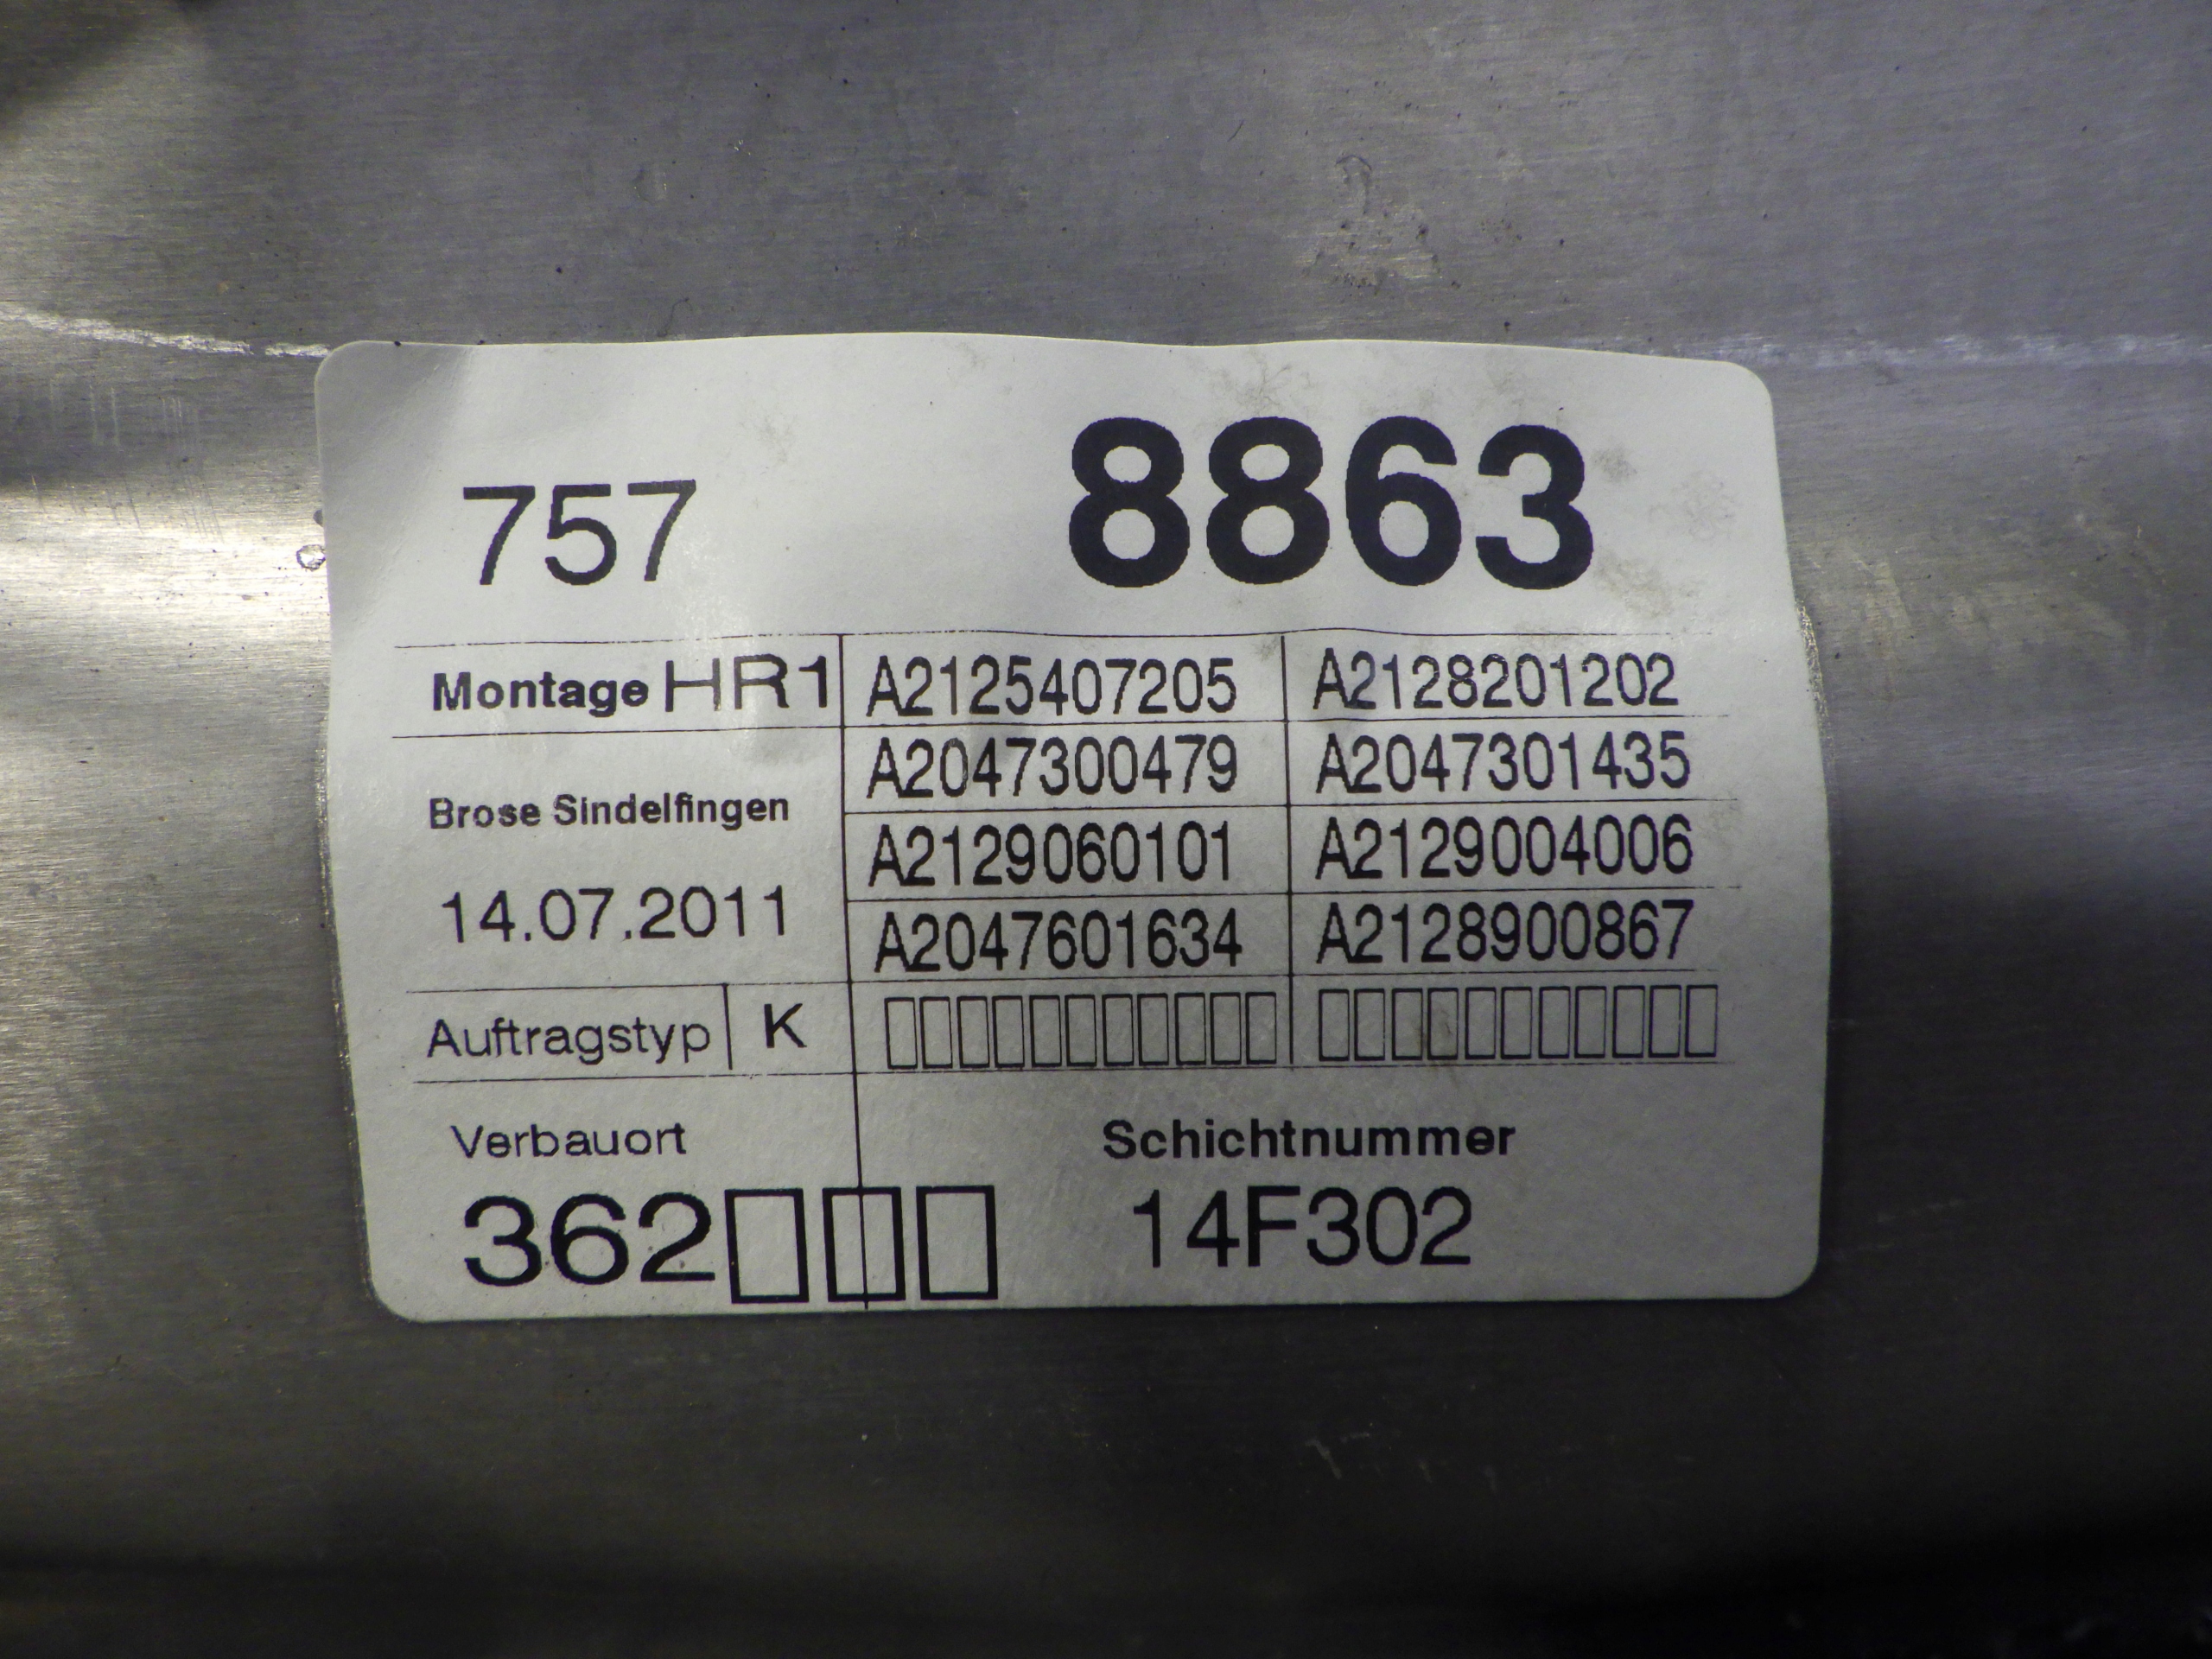 757 8863
Montage HR1 A2125407205 A2128201202
A2047300479 A2047301435
Brose Sindelfingen
A2129060101 A2129004006
14.07.2011
A2047601634 A2128900867
Auftragstyp K ▯▯▯▯▯▯▯▯▯▯▯ ▯▯▯▯▯▯▯▯▯▯▯
Verbauort Schichtnummer
362▯▯▯ 14F302